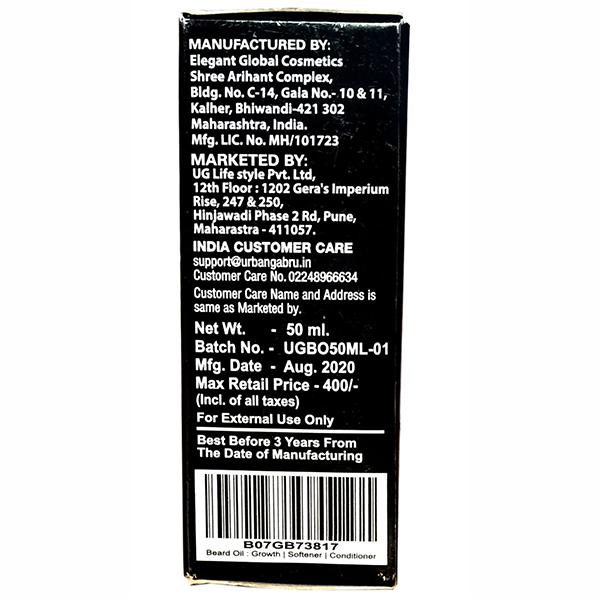 MANUFACTURED BY:
Elegant Global Cosmetics
Shree Arihant Complex,
Bldg. No. C-14, Gala No.- 10 & 11,
Kalher, Bhiwandi-421 302
Maharashtra, India.
Mfg. LIC. No. MH/101723
MARKETED BY:
UG Life style Pvt. Ltd,
12th Floor : 1202 Gera's Imperium
Rise, 247 & 250,
Hinjawadi Phase 2 Rd, Pune,
Maharastra - 411057.
INDIA CUSTOMER CARE
support@urbangabru.in
Customer Care No. 02248966634
Customer Care Name and Address is
same as Marketed by.
Net Wt. - 50 ml.
Batch No. - UGBO50ML-01
Mfg. Date - Aug. 2020
Max Retail Price - 400/-
(Incl. of all taxes)
For External Use Only
Best Before 3 Years From
The Date of Manufacturing
B07GB73817
Beard Oil : Growth | Softener | Conditioner